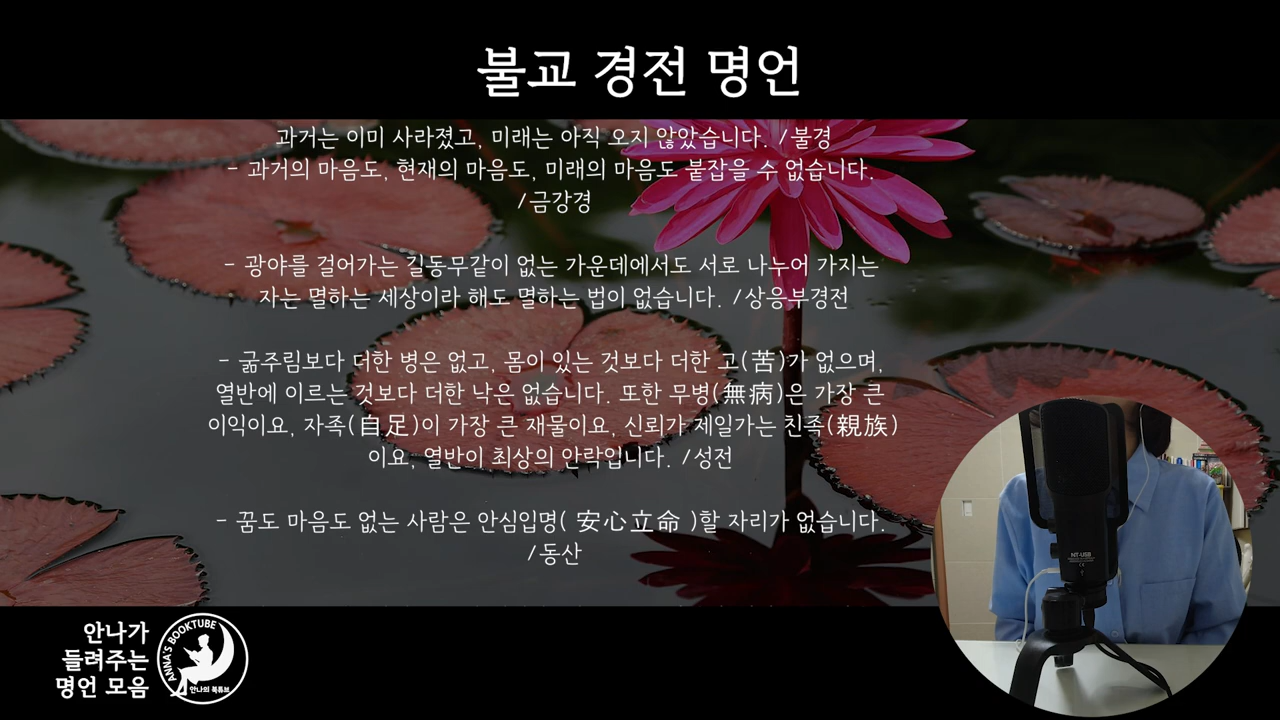 불교 경전 명언
과거는 이미 사라졌고, 미래는 아직 오지 않았습니다. /불경
- 과거의 마음도, 현재의 마음도, 미래의 마음도 붙잡을 수 없습니다.
/금강경
- 광야를 걸어가는 길동무같이 없는 가운데에서도 서로 나누어 가지는
자는 멸하는 세상이라 해도 멸하는 법이 없습니다. /상응부경전
- 굶주림보다 더한 병은 없고, 몸이 있는 것보다 더한 고(苦)가 없으며,
열반에 이르는 것보다 더한 낙은 없습니다. 또한 무병(無病)은 가장 큰
이익이요, 자족(自足)이 가장 큰 재물이요, 신뢰가 제일가는 친족(親族)
이요, 열반이 최상의 안락입니다. /성전
- 꿈도 마음도 없는 사람은 안심입명( 安心立命 )할 자리가 없습니다.
/동산
NT-USB
안나가
들려주는
명언 모음
ANNA'S BOOKTUBE
안나의 북튜브